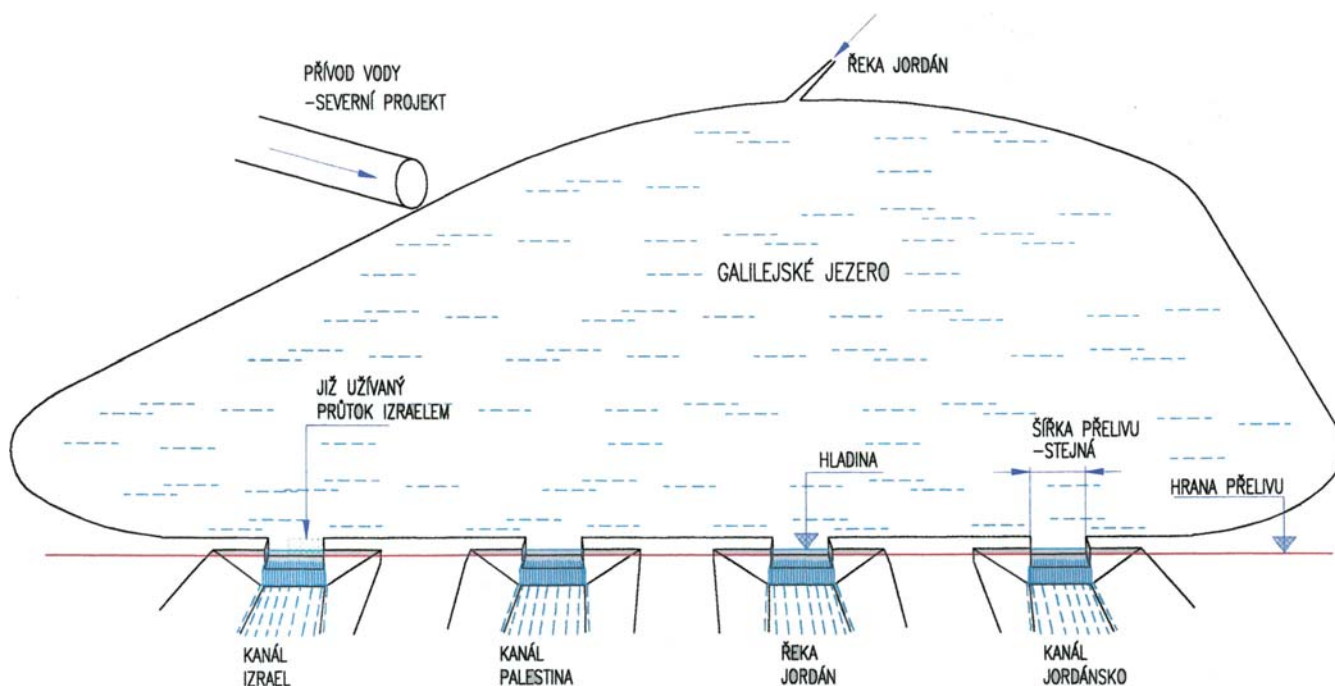 PŘÍVOD VODY
-SEVERNÍ PROJEKT
ŘEKA JORDÁN
GALILEJSKÉ JEZERO
JIŽ UŽÍVANÝ
PRŮTOK IZRAELEM
HLADINA
ŠÍŘKA PŘELIVU
-STEJNÁ
HRANA PŘELIVU
KANÁL
IZRAEL
KANÁL
PALESTINA
ŘEKA
JORDÁN
KANÁL
JORDÁNSKO